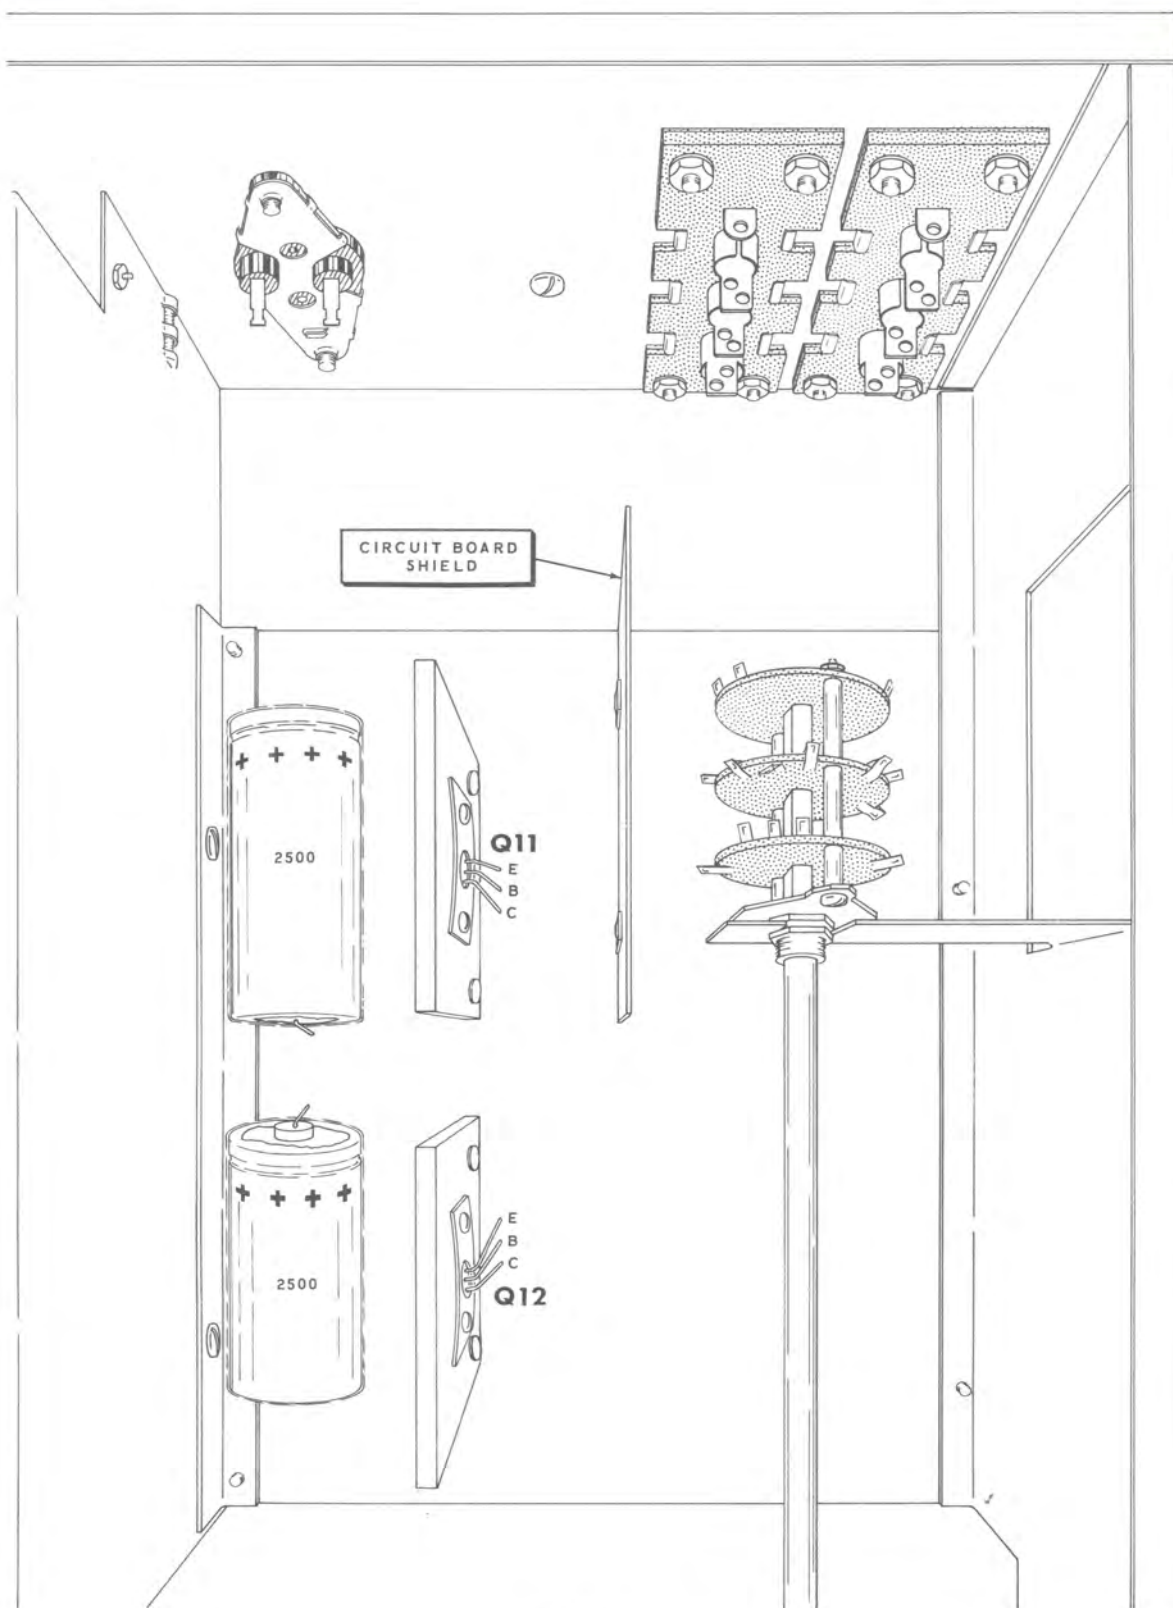 CIRCUIT BOARD
SHIELD
+ + + +
2500
Q11
E
B
C
+ + + +
2500
E
B
C
Q12